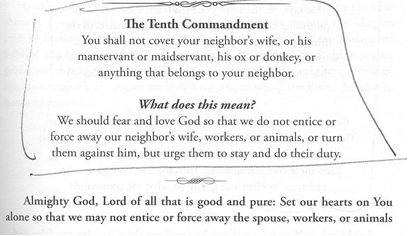 The Tenth Commandment
You shall not covet your neighbor's wife, or his
manservant or maidservant, his ox or donkey, or
anything that belongs to your neighbor.
What does this mean?
We should fear and love God so that we do not entice or
force away our neighbor's wife, workers, or animals, or turn
them against him, but urge them to stay and do their duty.
Almighty God, Lord of all that is good and pure: Set our hearts on You
alone so that we may not entice or force away the spouse, workers, or animals